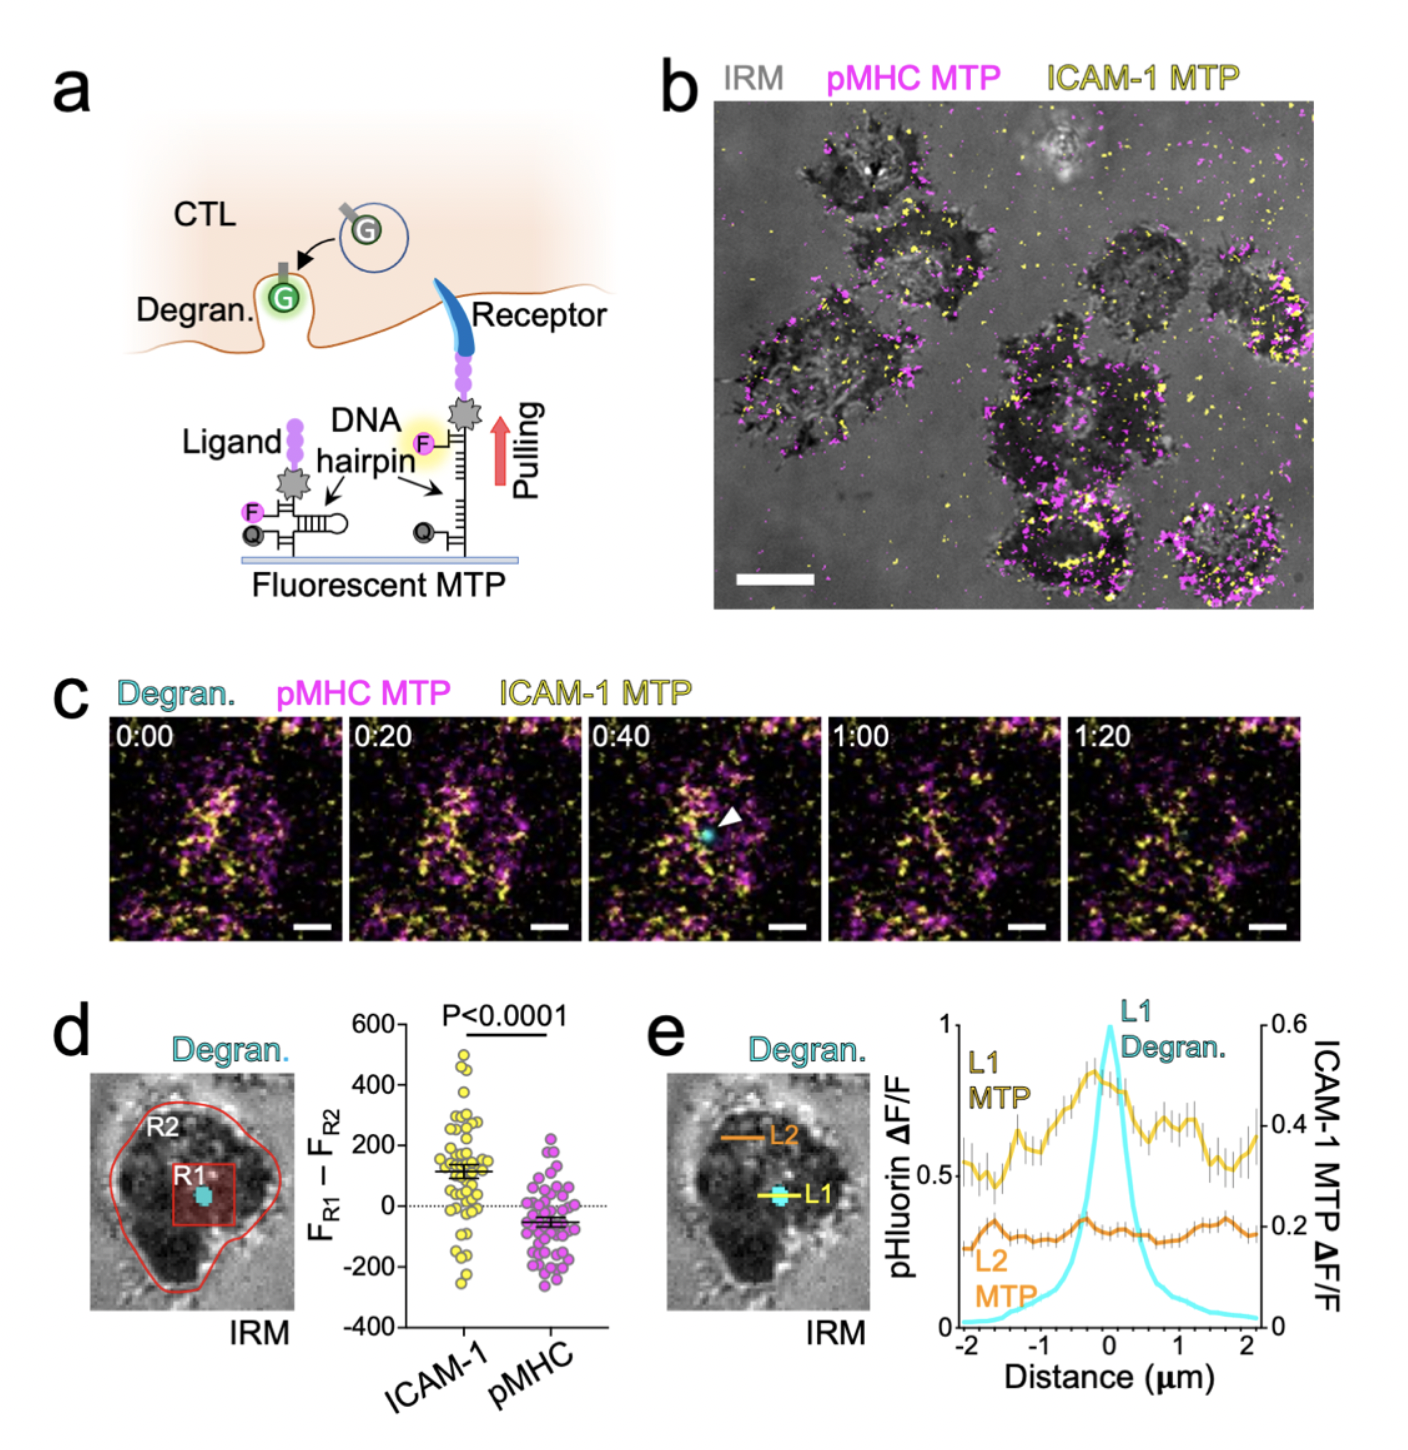 a
CTL
G
G
Degran.
Receptor
Ligand
DNA
hairpin
F
Pulling
F
Q
Q
Fluorescent MTP
b
IRM pMHC MTP ICAM-1 MTP
c
Degran. pMHC MTP ICAM-1 MTP
0:00 0:20 0:40 1:00 1:20
d
Degran.
R2
R1
IRM
P<0.0001
600
400
200
0
-200
-400
FR1 – FR2
ICAM-1 pMHC
e
Degran.
L2
L1
IRM
L1
Degran.
L1
MTP
L2
MTP
pHluorin ΔF/F
1
0.5
0
ICAM-1 MTP ΔF/F
0.6
0.4
0.2
0
-2 -1 0 1 2
Distance (μm)